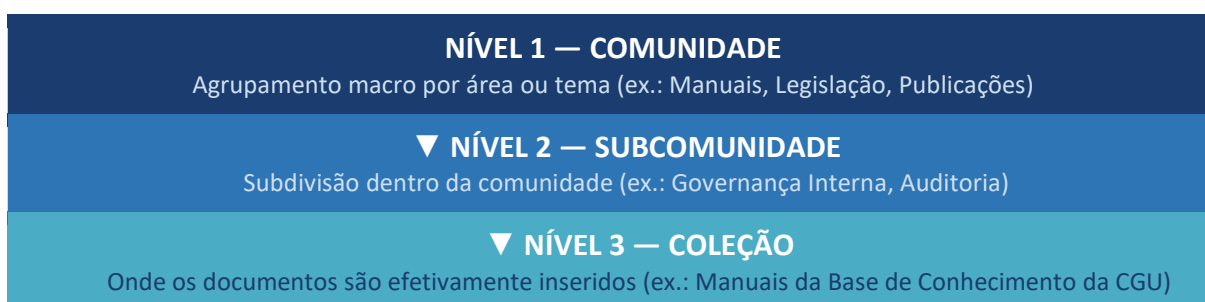 NÍVEL 1 — COMUNIDADE
Agrupamento macro por área ou tema (ex.: Manuais, Legislação, Publicações)
▼ NÍVEL 2 — SUBCOMUNIDADE
Subdivisão dentro da comunidade (ex.: Governança Interna, Auditoria)
▼ NÍVEL 3 — COLEÇÃO
Onde os documentos são efetivamente inseridos (ex.: Manuais da Base de Conhecimento da CGU)